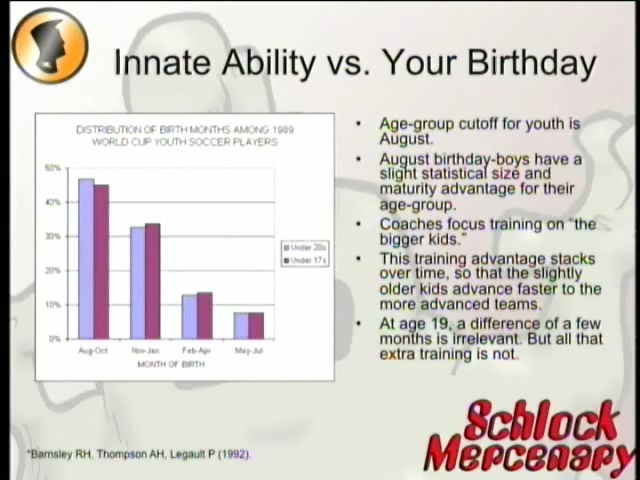 Innate Ability vs. Your Birthday
DISTRIBUTION OF BIRTH MONTHS AMONG 1989
WORLD CUP YOUTH SOCCER PLAYERS
50%
40%
30%
20%
10%
0%
Aug-Oct Nov-Jan Feb-Apr May-Jul
MONTH OF BIRTH
Under 20s
Under 17s
• Age-group cutoff for youth is
August.
• August birthday-boys have a
slight statistical size and
maturity advantage for their
age-group.
• Coaches focus training on "the
bigger kids."
• This training advantage stacks
over time, so that the slightly
older kids advance faster to the
more advanced teams.
• At age 19, a difference of a few
months is irrelevant. But all that
extra training is not.
*Barnsley RH, Thompson AH, Legault P (1992).
Schlock
Mercenary